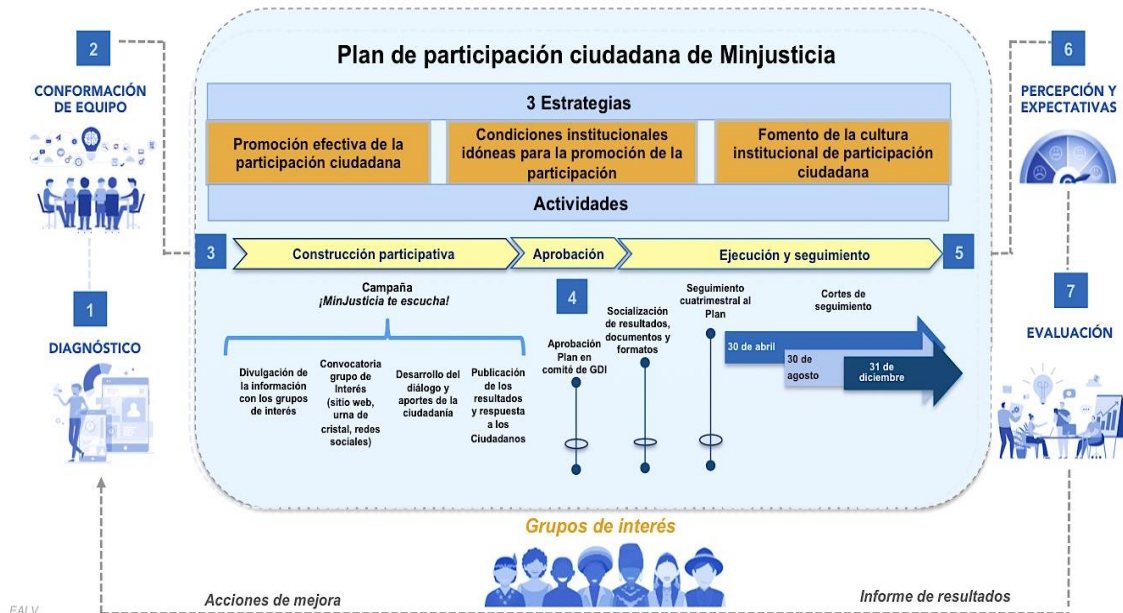 Plan de participación ciudadana de Minjusticia
3 Estrategias
Promoción efectiva de la
participación ciudadana
Condiciones institucionales
idóneas para la promoción de la
participación
Fomento de la cultura
institucional de participación
ciudadana
Actividades
1
DIAGNÓSTICO
2
CONFORMACIÓN
DE EQUIPO
3
Construcción participativa
Aprobación
Ejecución y seguimiento
5
Campaña
¡MinJusticia te escucha!
Divulgación de
la información
con los grupos
de interés
Convocatoria
grupo de
Interés
(sitio web,
urna de
cristal, redes
sociales)
Desarrollo del
diálogo y
aportes de la
ciudadanía
Publicación
de los
resultados
y respuesta
a los
Ciudadanos
4
Aprobación
Plan en
comité de GDI
Socialización
de resultados,
documentos y
formatos
Seguimiento
cuatrimestral al
Plan
Cortes de
seguimiento
30 de abril
30 de
agosto
31 de
diciembre
6
PERCEPCIÓN Y
EXPECTATIVAS
7
EVALUACIÓN
Grupos de interés
Acciones de mejora
Informe de resultados
EALV